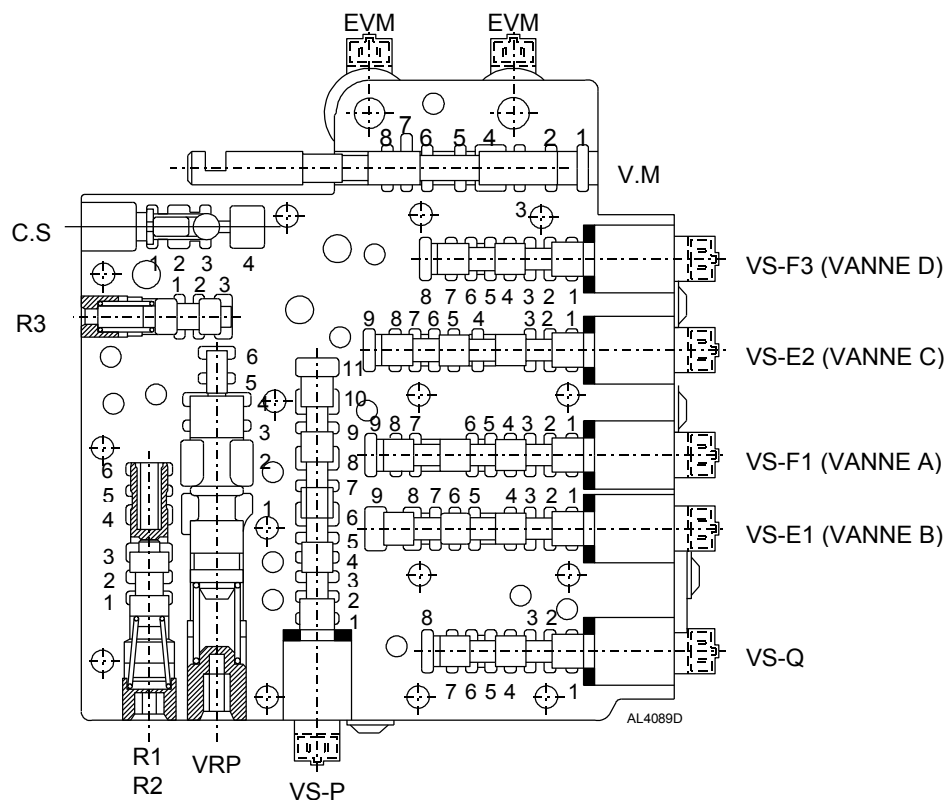 EVM EVM
8 7 6 5 4 2 1
V.M
3
C.S
1 2 3 4
VS-F3 (VANNE D)
8 7 6 5 4 3 2 1
1 2 3
R3
9 8 7 6 5 4 3 2 1
VS-E2 (VANNE C)
6
5
4
3
2
1
11
10
9
8
7
6
5
4
3
2
1
9 8 7 6 5 4 3 2 1
VS-F1 (VANNE A)
6
5
4
3
2
1
9 8 7 6 5 4 3 2 1
VS-E1 (VANNE B)
8 3 2
VS-Q
7 6 5 4 1
AL4089D
R1
R2
VRP
VS-P